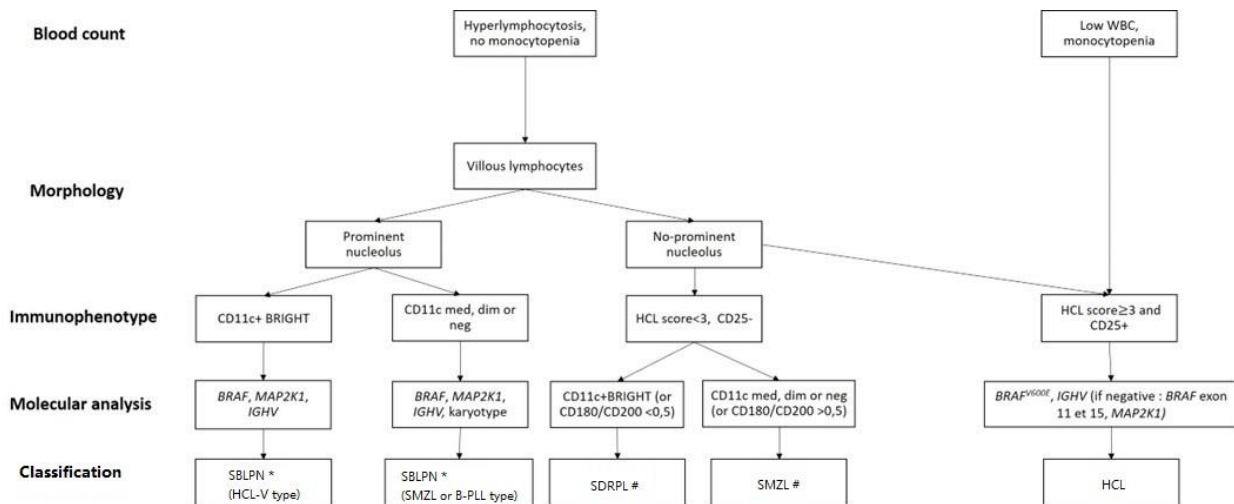 Blood count
Hyperlymphocytosis,
no monocytopenia
Low WBC,
monocytopenia
Morphology
Villous lymphocytes
Prominent
nucleolus
No-prominent
nucleolus
Immunophenotype
CD11c+ BRIGHT
CD11c med, dim or
neg
HCL score<3, CD25-
HCL score≥3 and
CD25+
Molecular analysis
BRAF, MAP2K1,
IGHV
BRAF, MAP2K1,
IGHV, karyotype
CD11c+BRIGHT (or
CD180/CD200 <0,5)
CD11c med, dim or neg
(or CD180/CD200 >0,5)
BRAFV600E, IGHV (if negative : BRAF exon
11 et 15, MAP2K1)
Classification
SBLPN *
(HCL-V type)
SBLPN *
(SMZL or B-PLL type)
SDRPL #
SMZL #
HCL